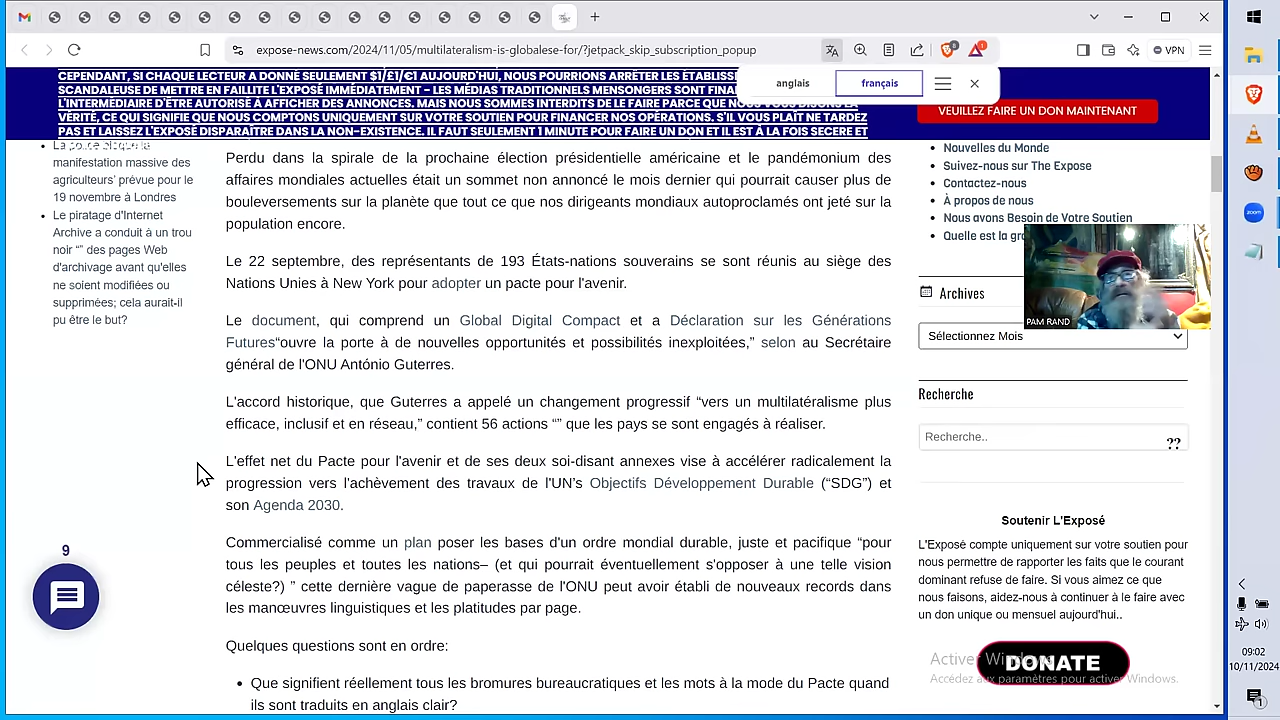 expose-news.com/2024/11/05/multilateralism-is-globalese-for/?jetpack_skip_subscription_popup
8
1
VPN
anglais
français
CEPENDANT, SI CHAQUE LECTEUR A DONNÉ SEULEMENT $1/£1/€1 AUJOURD'HUI, NOUS POURRIONS ARRÊTER LES
SCANDALEUSE DE METTRE EN FAILLITE L'EXPOSÉ IMMÉDIATEMENT – LES MÉDIAS TRADITIONNELS MENSONGERS SONT
L'INTERMÉDIAIRE D'ÊTRE AUTORISÉ À AFFICHER DES ANNONCES. MAIS NOUS SOMMES INTERDITS DE LE FAIRE PARCE QUE NOUS DISONS LA
VÉRITÉ, CE QUI SIGNIFIE QUE NOUS COMPTONS UNIQUEMENT SUR VOTRE SOUTIEN POUR FINANCER NOS OPÉRATIONS. S'IL VOUS PLAÎT NE TARDEZ
PAS ET LAISSEZ L'EXPOSÉ DISPARAÎTRE DANS LA NON-EXISTENCE. IL FAUT SEULEMENT 1 MINUTE POUR FAIRE UN DON ET IL EST À LA FOIS SECRE ET
VEUILLEZ FAIRE UN DON MAINTENANT
manifestation massive des
agriculteurs' prévue pour le
19 novembre à Londres
Le piratage d'Internet
Archive a conduit à un trou
noir “” des pages Web
d'archivage avant qu'elles
ne soient modifiées ou
supprimées; cela aurait-il
pu être le but?
9
Perdu dans la spirale de la prochaine élection présidentielle américaine et le pandémonium des
affaires mondiales actuelles était un sommet non annoncé le mois dernier qui pourrait causer plus de
bouleversements sur la planète que tout ce que nos dirigeants mondiaux autoproclamés ont jeté sur la
population encore.
Le 22 septembre, des représentants de 193 États-nations souverains se sont réunis au siège des
Nations Unies à New York pour adopter un pacte pour l'avenir.
Le document, qui comprend un Global Digital Compact et a Déclaration sur les Générations
Futures“ouvre la porte à de nouvelles opportunités et possibilités inexploitées,” selon au Secrétaire
général de l'ONU António Guterres.
L'accord historique, que Guterres a appelé un changement progressif “vers un multilatéralisme plus
efficace, inclusif et en réseau,” contient 56 actions “” que les pays se sont engagés à réaliser.
L'effet net du Pacte pour l'avenir et de ses deux soi-disant annexes vise à accélérer radicalement la
progression vers l'achèvement des travaux de l'UN’s Objectifs Développement Durable (“SDG”) et
son Agenda 2030.
Commercialisé comme un plan poser les bases d'un ordre mondial durable, juste et pacifique “pour
tous les peuples et toutes les nations– (et qui pourrait éventuellement s'opposer à une telle vision
céleste?) ” cette dernière vague de paperasse de l'ONU peut avoir établi de nouveaux records dans
les manœuvres linguistiques et les platitudes par page.
Quelques questions sont en ordre:
• Que signifient réellement tous les bromures bureaucratiques et les mots à la mode du Pacte quand
ils sont traduits en anglais clair?
Nouvelles du Monde
Suivez-nous sur The Expose
Contactez-nous
À propos de nous
Nous avons Besoin de Votre Soutien
Quelle est la
PAM RAND
Archives
Sélectionnez Mois
Recherche
Recherche..
??
Soutenir L'Exposé
L'Exposé compte uniquement sur votre soutien pour
nous permettre de rapporter les faits que le courant
dominant refuse de faire. Si vous aimez ce que
nous faisons, aidez-nous à continuer à le faire avec
un don unique ou mensuel aujourd'hui..
DONATE
Activer Windows
Accédez aux paramètres pour activer Windows.
zoom
09:02
10/11/2024
1